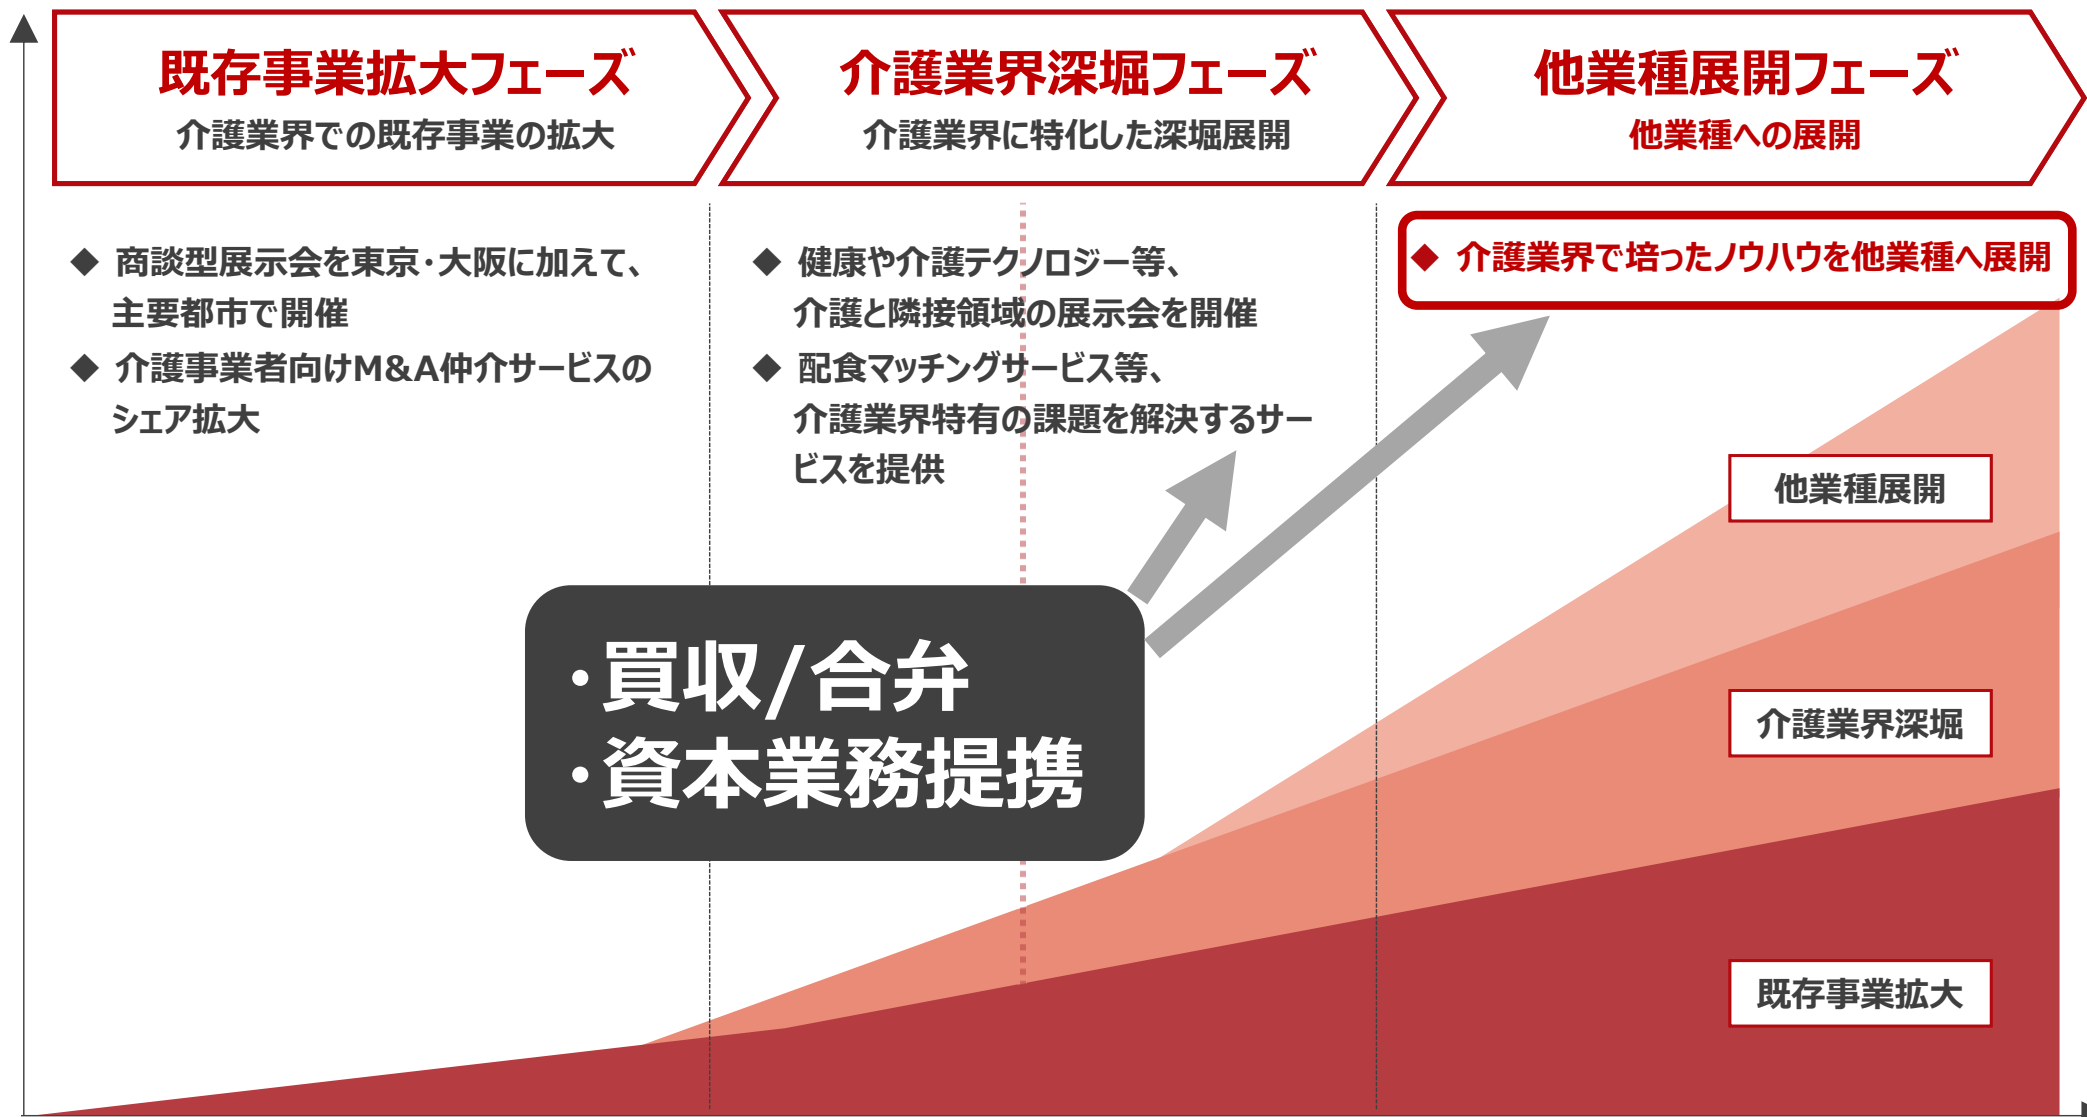 既存事業拡大フェーズ
介護業界での既存事業の拡大
介護業界深堀フェーズ
介護業界に特化した深堀展開
他業種展開フェーズ
他業種への展開
◆ 商談型展示会を東京・大阪に加えて、
主要都市で開催
◆ 介護事業者向けM&A仲介サービスの
シェア拡大
◆ 健康や介護テクノロジー等、
介護と隣接領域の展示会を開催
◆ 配食マッチングサービス等、
介護業界特有の課題を解決するサー
ビスを提供
◆ 介護業界で培ったノウハウを他業種へ展開
・買収/合弁
・資本業務提携
他業種展開
介護業界深堀
既存事業拡大